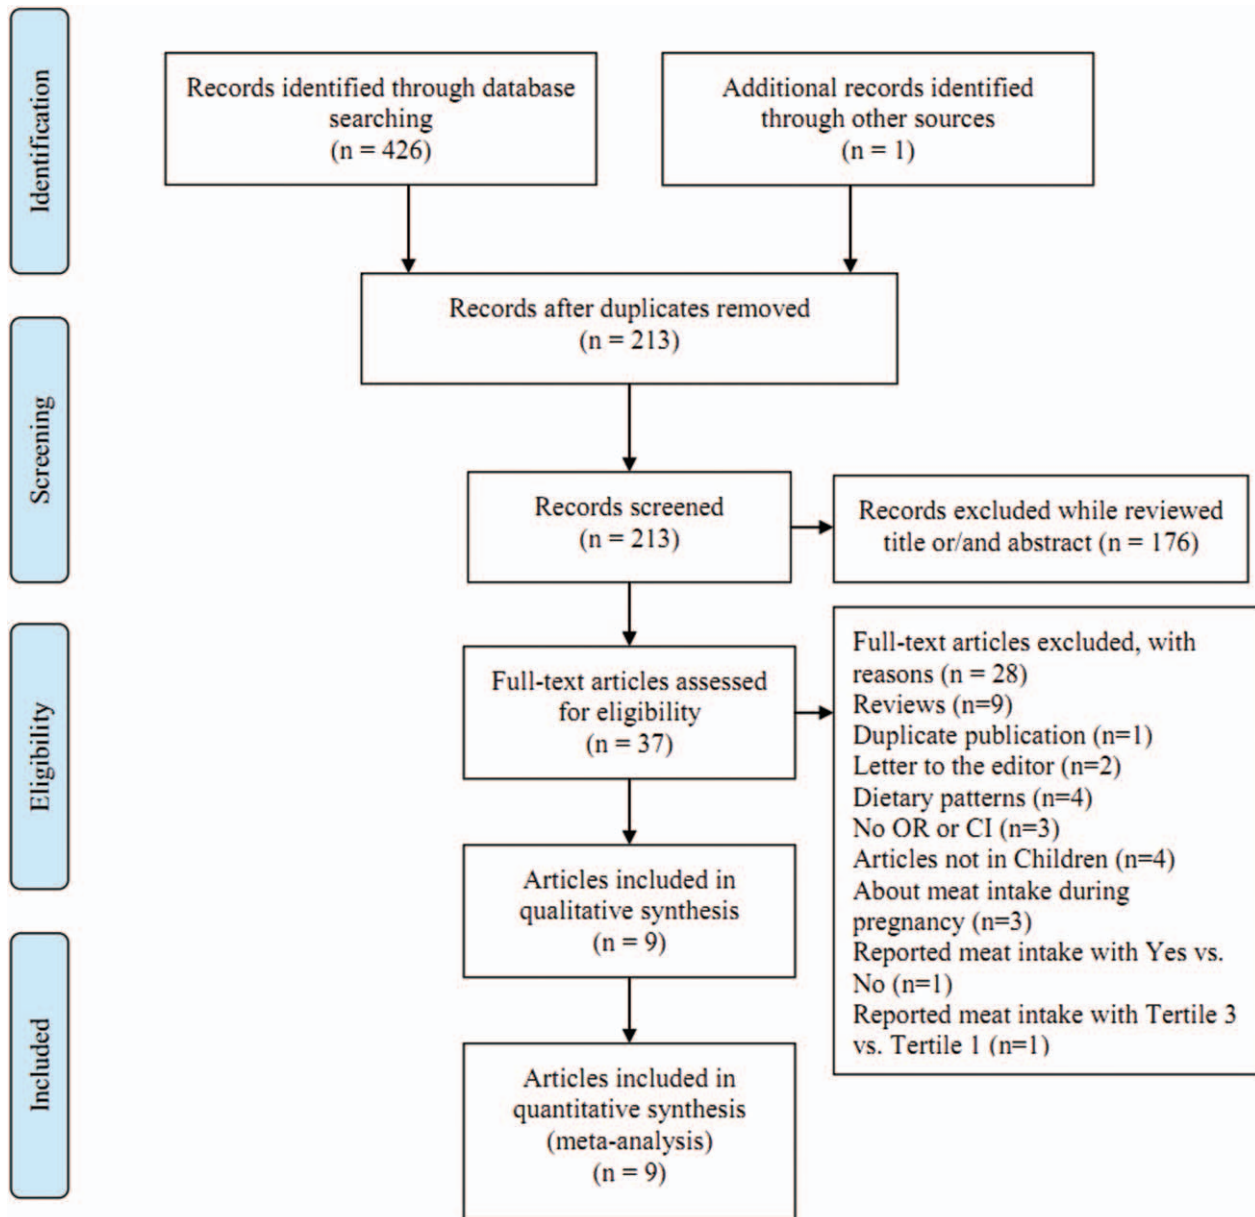 Identification
Records identified through database
searching
(n = 426)
Additional records identified
through other sources
(n = 1)
Records after duplicates removed
(n = 213)
Screening
Records screened
(n = 213)
Records excluded while reviewed
title or/and abstract (n = 176)
Eligibility
Full-text articles assessed
for eligibility
(n = 37)
Full-text articles excluded, with
reasons (n = 28)
Reviews (n=9)
Duplicate publication (n=1)
Letter to the editor (n=2)
Dietary patterns (n=4)
No OR or CI (n=3)
Articles not in Children (n=4)
About meat intake during
pregnancy (n=3)
Reported meat intake with Yes vs.
No (n=1)
Reported meat intake with Tertile 3
vs. Tertile 1 (n=1)
Articles included in
qualitative synthesis
(n = 9)
Included
Articles included in
quantitative synthesis
(meta-analysis)
(n = 9)